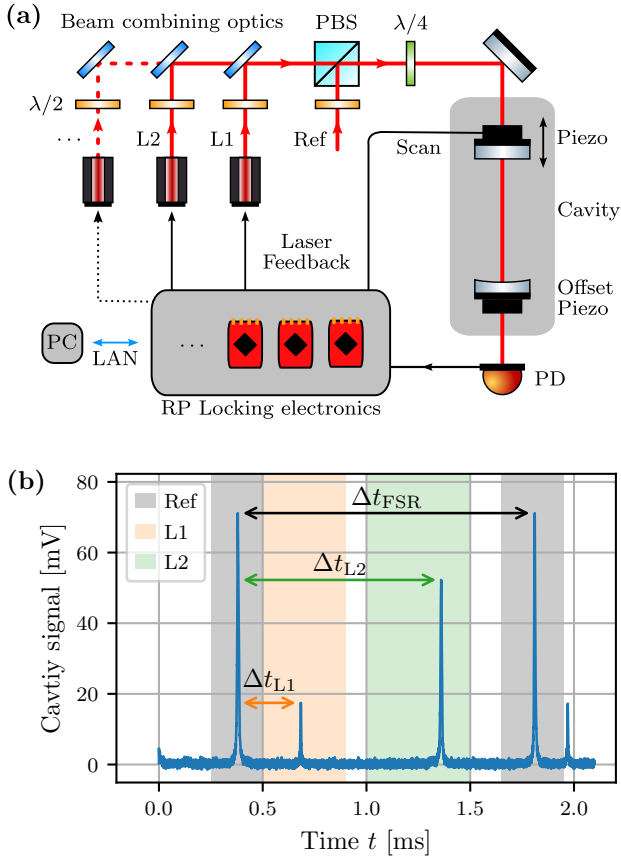 (a)
Beam combining optics
PBS
λ/4
λ/2
...
L2
L1
Ref
Scan
Piezo
Cavity
Laser
Feedback
Offset
Piezo
PC
LAN
...
PD
RP Locking electronics
(b)
Cavtiy signal [mV]
80
60
40
20
0
Ref
L1
L2
Δt_FSR
Δt_L2
Δt_L1
0.0 0.5 1.0 1.5 2.0
Time t [ms]